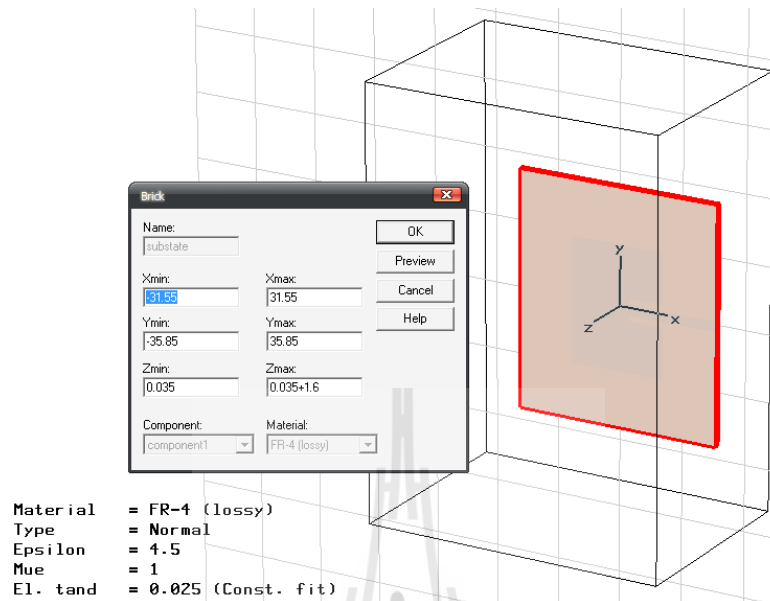 Brick
Name:
substate
OK
Preview
Xmin: Xmax:
-31.55 31.55
Cancel
Ymin: Ymax:
Help
-35.85 35.85
Zmin: Zmax:
0.035 0.035+1.6
Component: Material:
component1 FR-4 (lossy)
y
x
z
Material = FR-4 (lossy)
Type = Normal
Epsilon = 4.5
Mue = 1
El. tand = 0.025 (Const. fit)